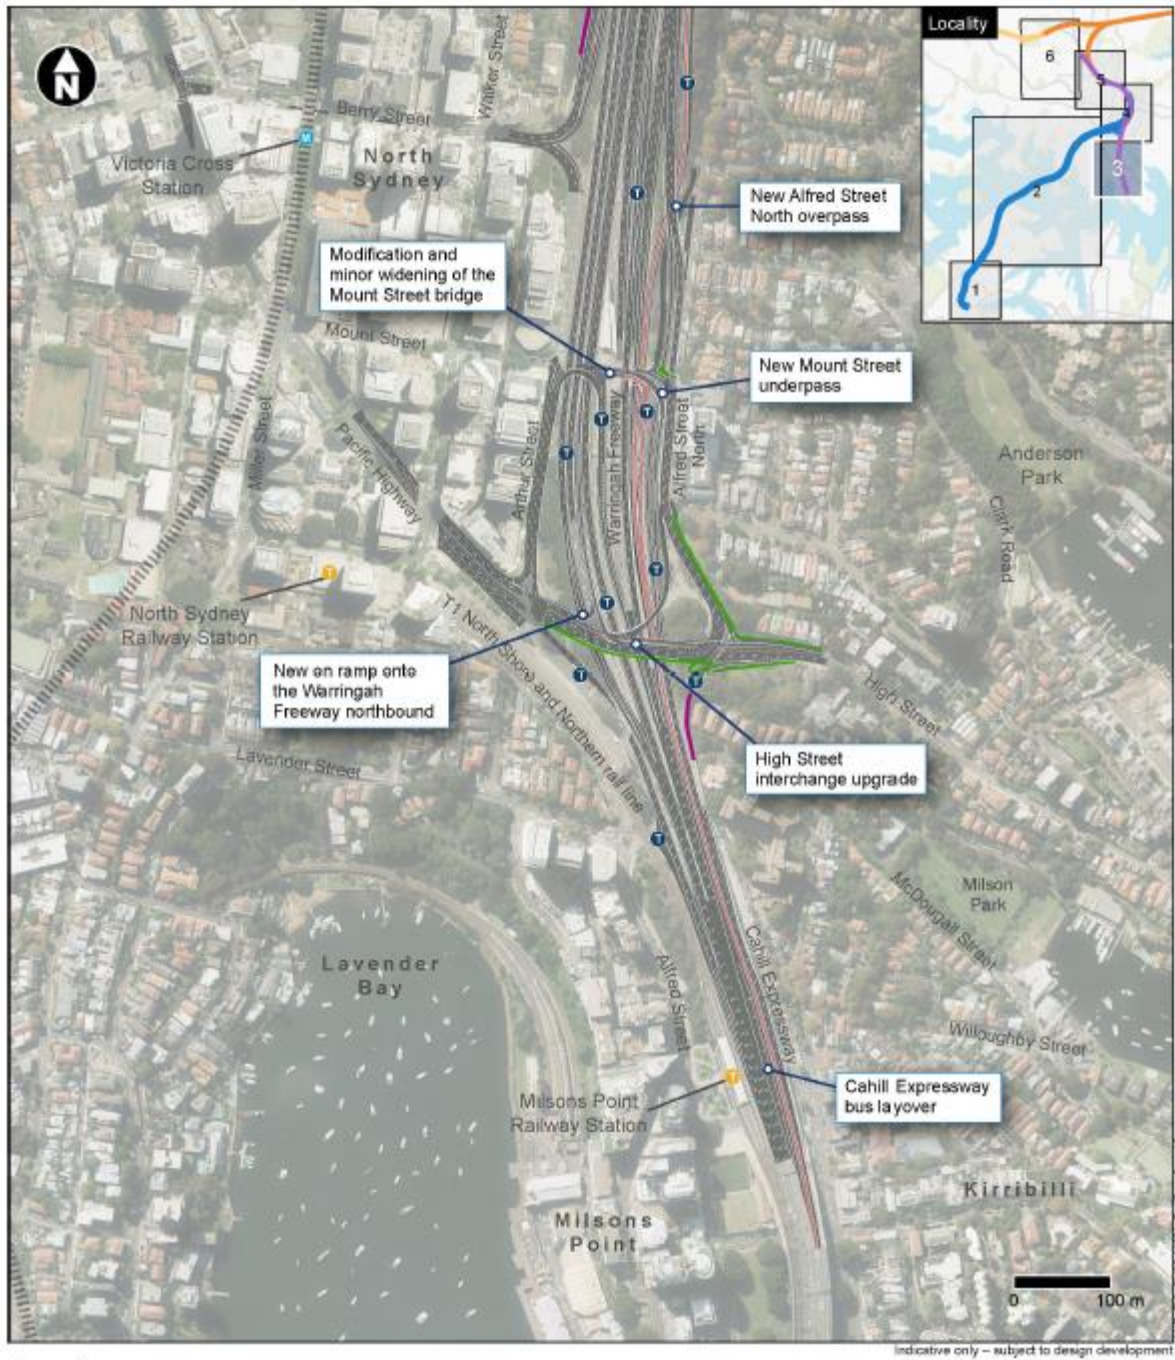 Locality
6
5
4
3
2
1
N
Walker Street
Berry Street
Victoria Cross
Station
M
North
Sydney
T
T
New Alfred Street
North overpass
Modification and
minor widening of the
Mount Street bridge
Mount Street
New Mount Street
underpass
Miller Street
Pacific Highway
Arthur Street
Warringah Freeway
Alfred Street
North
T
T
T
Anderson
Park
Clark Road
T
North Sydney
Railway Station
T
T
T1 North Shore and Northern rail line
New on ramp onto
the Warringah
Freeway northbound
T
T
High Street
High Street
interchange upgrade
Lavender Street
T
Milson
Park
McDougall Street
Lavender
Bay
Cahill Expressway
Alfred Street
Willoughby Street
T
Cahill Expressway
bus layover
Milsons Point
Railway Station
Kirribilli
Milsons
Point
0 100 m
Indicative only – subject to design development